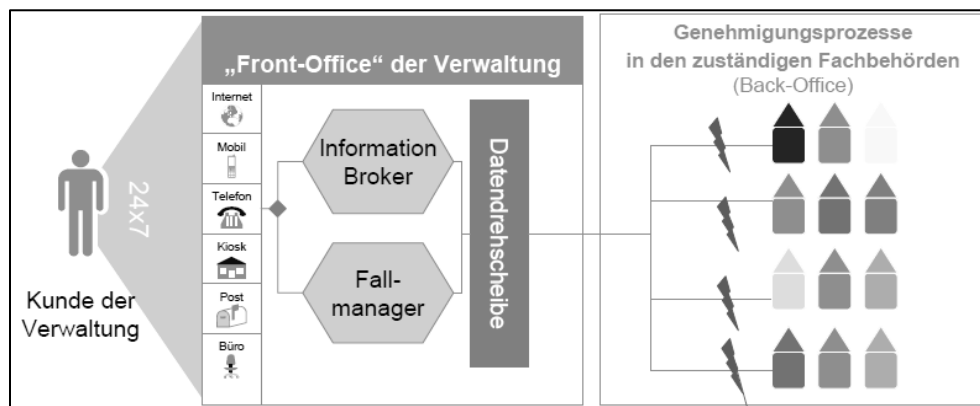 Kunde der
Verwaltung
24x7
„Front-Office“ der Verwaltung
Internet
Mobil
Telefon
Kiosk
Post
Büro
Information
Broker
Fall-
manager
Datendrehscheibe
Genehmigungsprozesse
in den zuständigen Fachbehörden
(Back-Office)